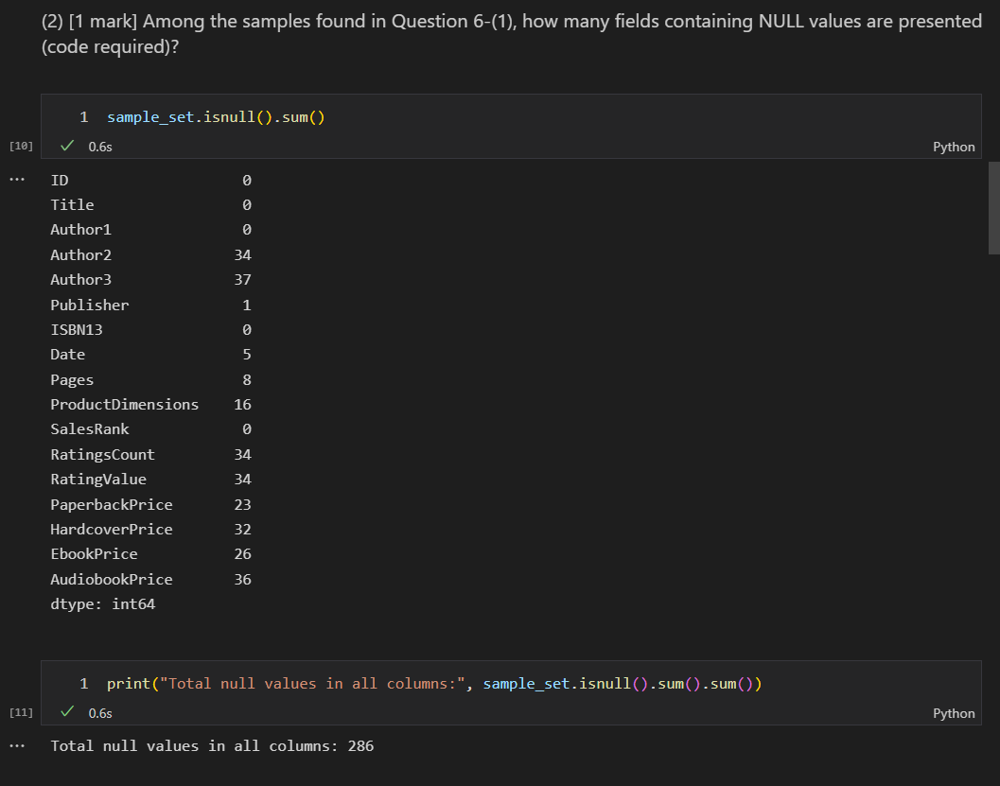 (2) [1 mark] Among the samples found in Question 6-(1), how many fields containing NULL values are presented
(code required)?
1 sample_set.isnull().sum()
[10] ✓ 0.6s Python
... ID 0
Title 0
Author1 0
Author2 34
Author3 37
Publisher 1
ISBN13 0
Date 5
Pages 8
ProductDimensions 16
SalesRank 0
RatingsCount 34
RatingValue 34
PaperbackPrice 23
HardcoverPrice 32
EbookPrice 26
AudiobookPrice 36
dtype: int64
1 print("Total null values in all columns:", sample_set.isnull().sum().sum())
[11] ✓ 0.6s Python
... Total null values in all columns: 286